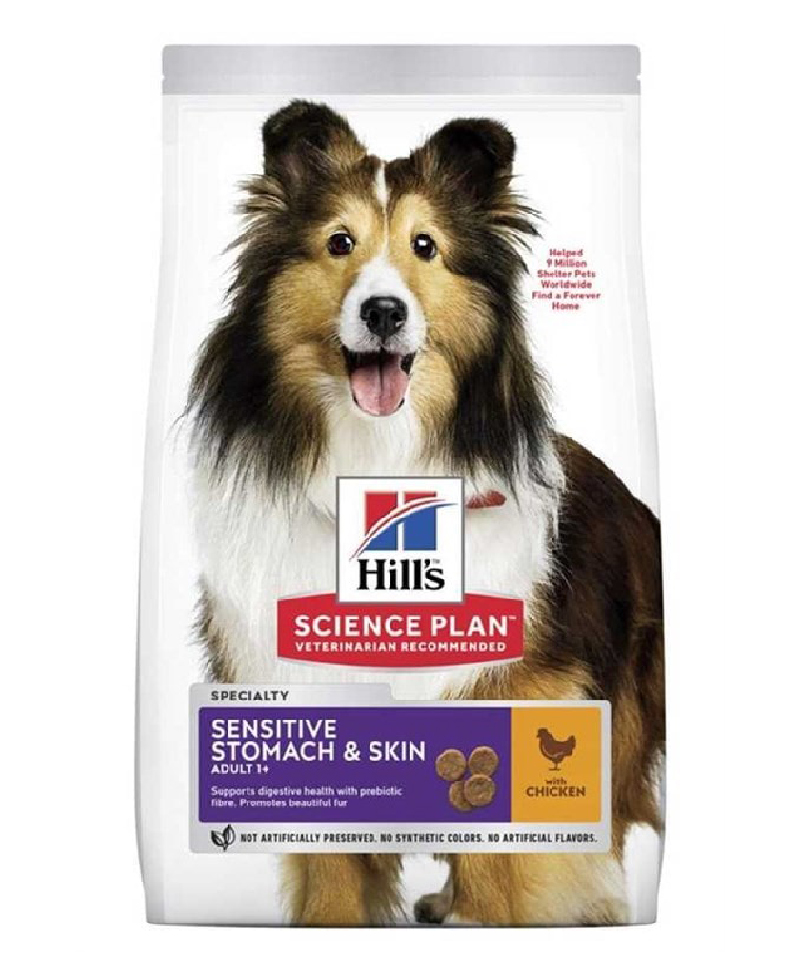 Helped
9 Million
Shelter Pets
Worldwide
Find a Forever
Home
Hill's™
SCIENCE PLAN™
VETERINARIAN RECOMMENDED
SPECIALTY
SENSITIVE
STOMACH & SKIN
ADULT 1+
Supports digestive health with prebiotic
fibre. Promotes beautiful fur
with
CHICKEN
NOT ARTIFICIALLY PRESERVED. NO SYNTHETIC COLORS. NO ARTIFICIAL FLAVORS.